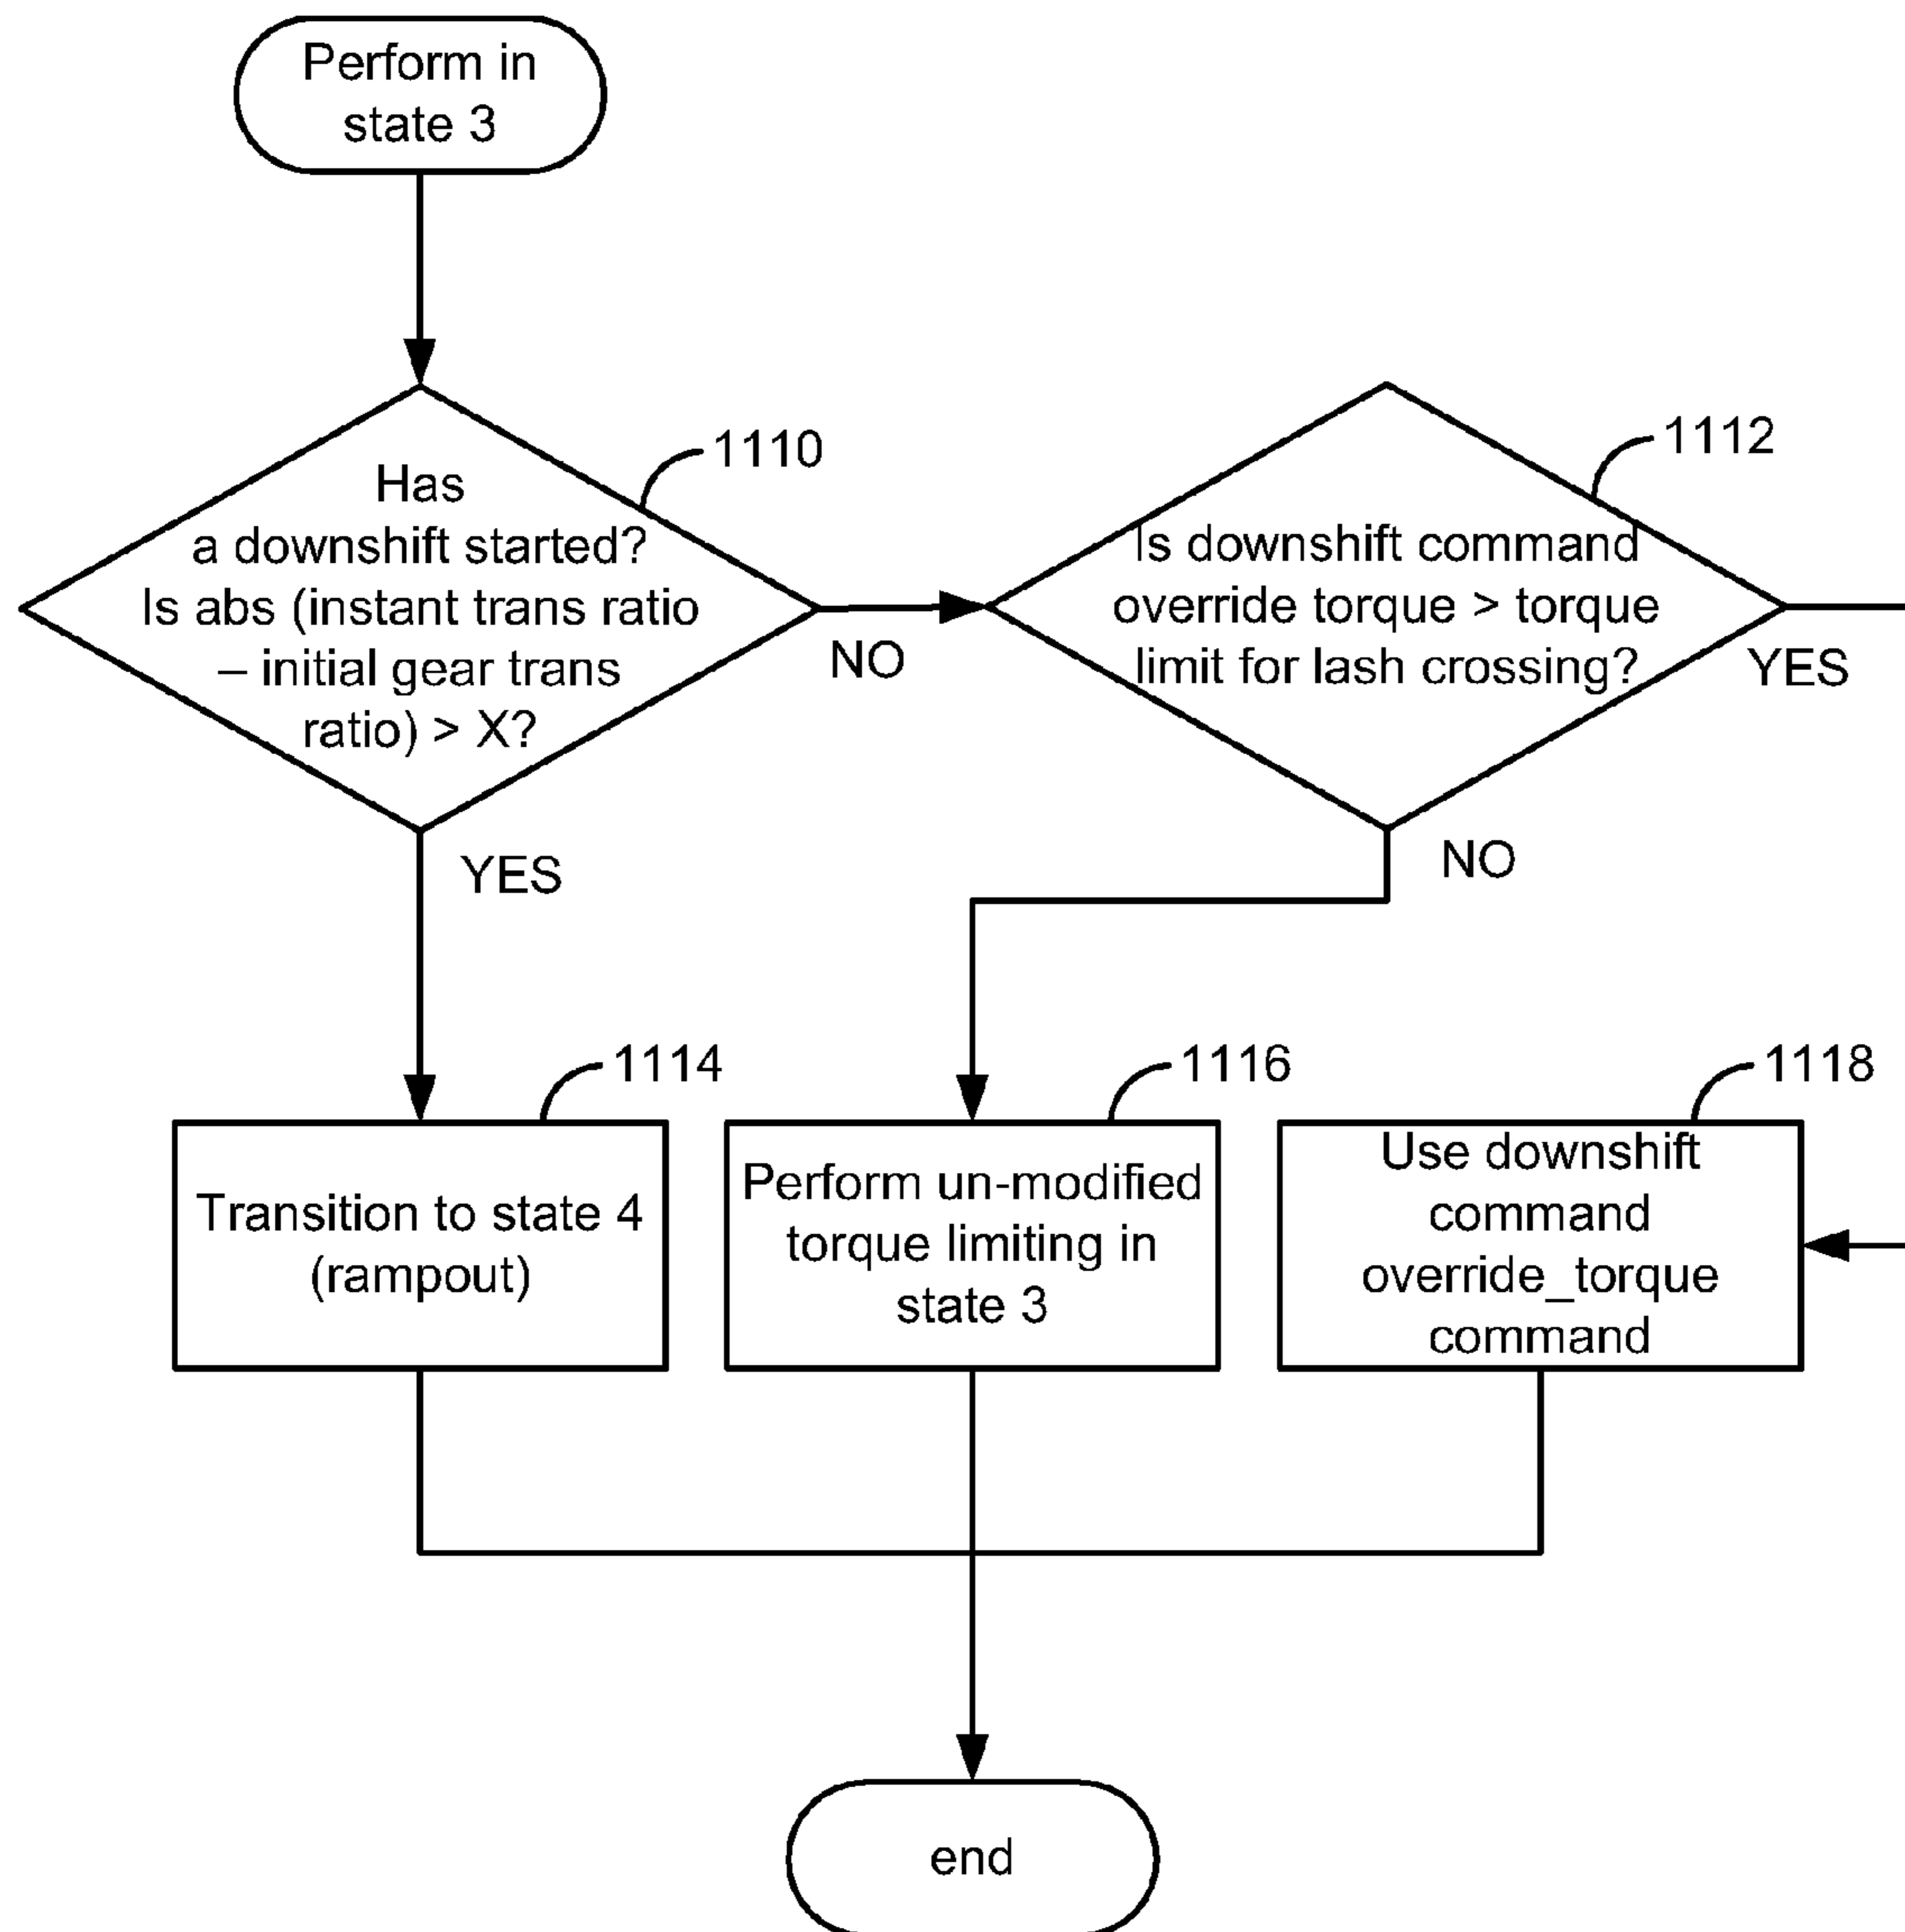 Perform in
state 3
1110
Has
a downshift started?
Is abs (instant trans ratio
– initial gear trans
ratio) > X?
NO
YES
1112
Is downshift command
override torque > torque
limit for lash crossing?
YES
NO
1114
Transition to state 4
(rampout)
1116
Perform un-modified
torque limiting in
state 3
1118
Use downshift
command
override_torque
command
end